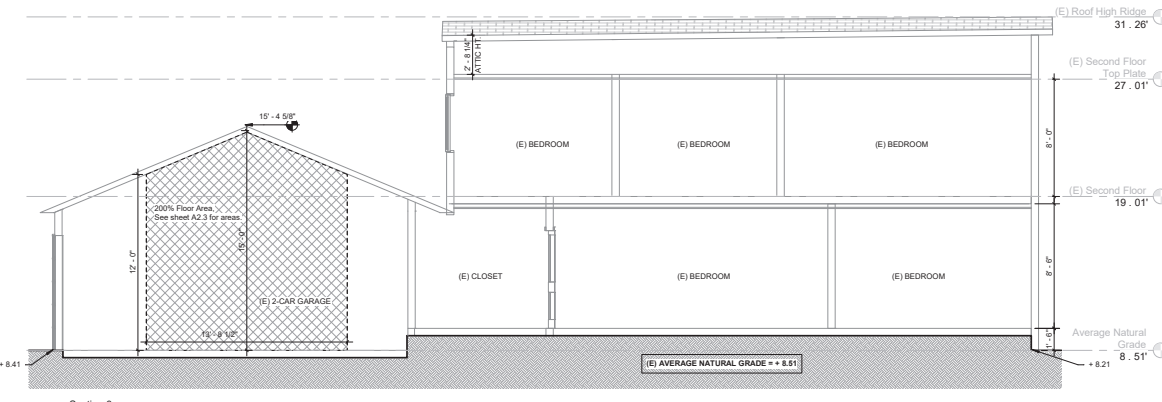 (E) Roof High Ridge
31 . 26'
2' - 8 1/4"
ATTIC HT.
(E) Second Floor
Top Plate
27 . 01'
15' - 4 5/8"
(E) BEDROOM
(E) BEDROOM
(E) BEDROOM
8' - 0"
(E) Second Floor
19 . 01'
200% Floor Area,
See sheet A2.3 for areas.
12' - 0"
15' - 0"
(E) CLOSET
(E) BEDROOM
(E) BEDROOM
8' - 6"
(E) 2-CAR GARAGE
13' - 8 1/2"
1' - 6"
Average Natural
Grade
8 . 51'
+ 8.41
(E) AVERAGE NATURAL GRADE = + 8.51
+ 8.21